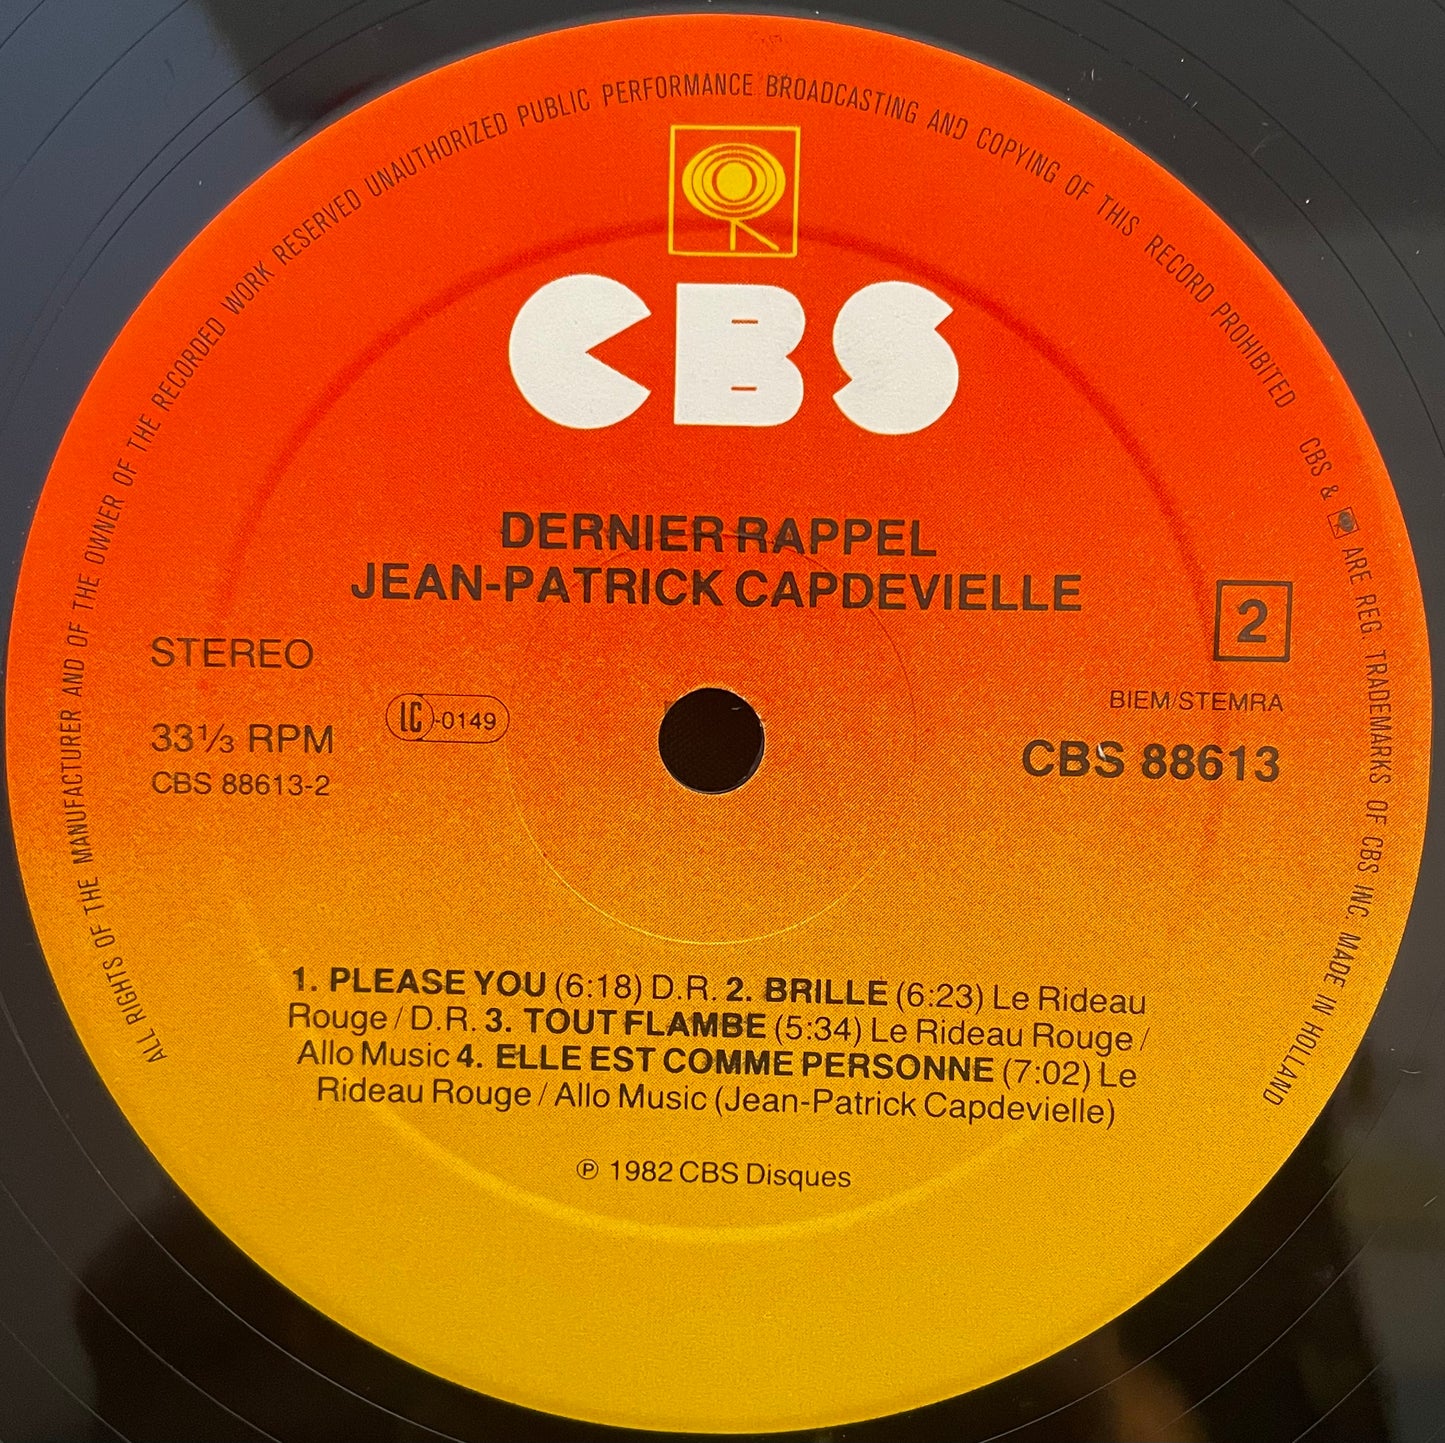 ALL RIGHTS OF THE MANUFACTURER AND OF THE OWNER OF THE RECORDED WORK RESERVED UNAUTHORIZED PUBLIC PERFORMANCE BROADCASTING AND COPYING OF THIS RECORD PROHIBITED CBS & ARE REG. TRADEMARKS OF CBS INC. MADE IN HOLLAND
CBS
DERNIER RAPPEL
JEAN-PATRICK CAPDEVIELLE
2
STEREO
BIEM/STEMRA
LC-0149
33⅓ RPM
CBS 88613
CBS 88613-2
1. PLEASE YOU (6:18) D.R. 2. BRILLE (6:23) Le Rideau
Rouge / D.R. 3. TOUT FLAMBE (5:34) Le Rideau Rouge /
Allo Music 4. ELLE EST COMME PERSONNE (7:02) Le
Rideau Rouge / Allo Music (Jean-Patrick Capdevielle)
℗ 1982 CBS Disques